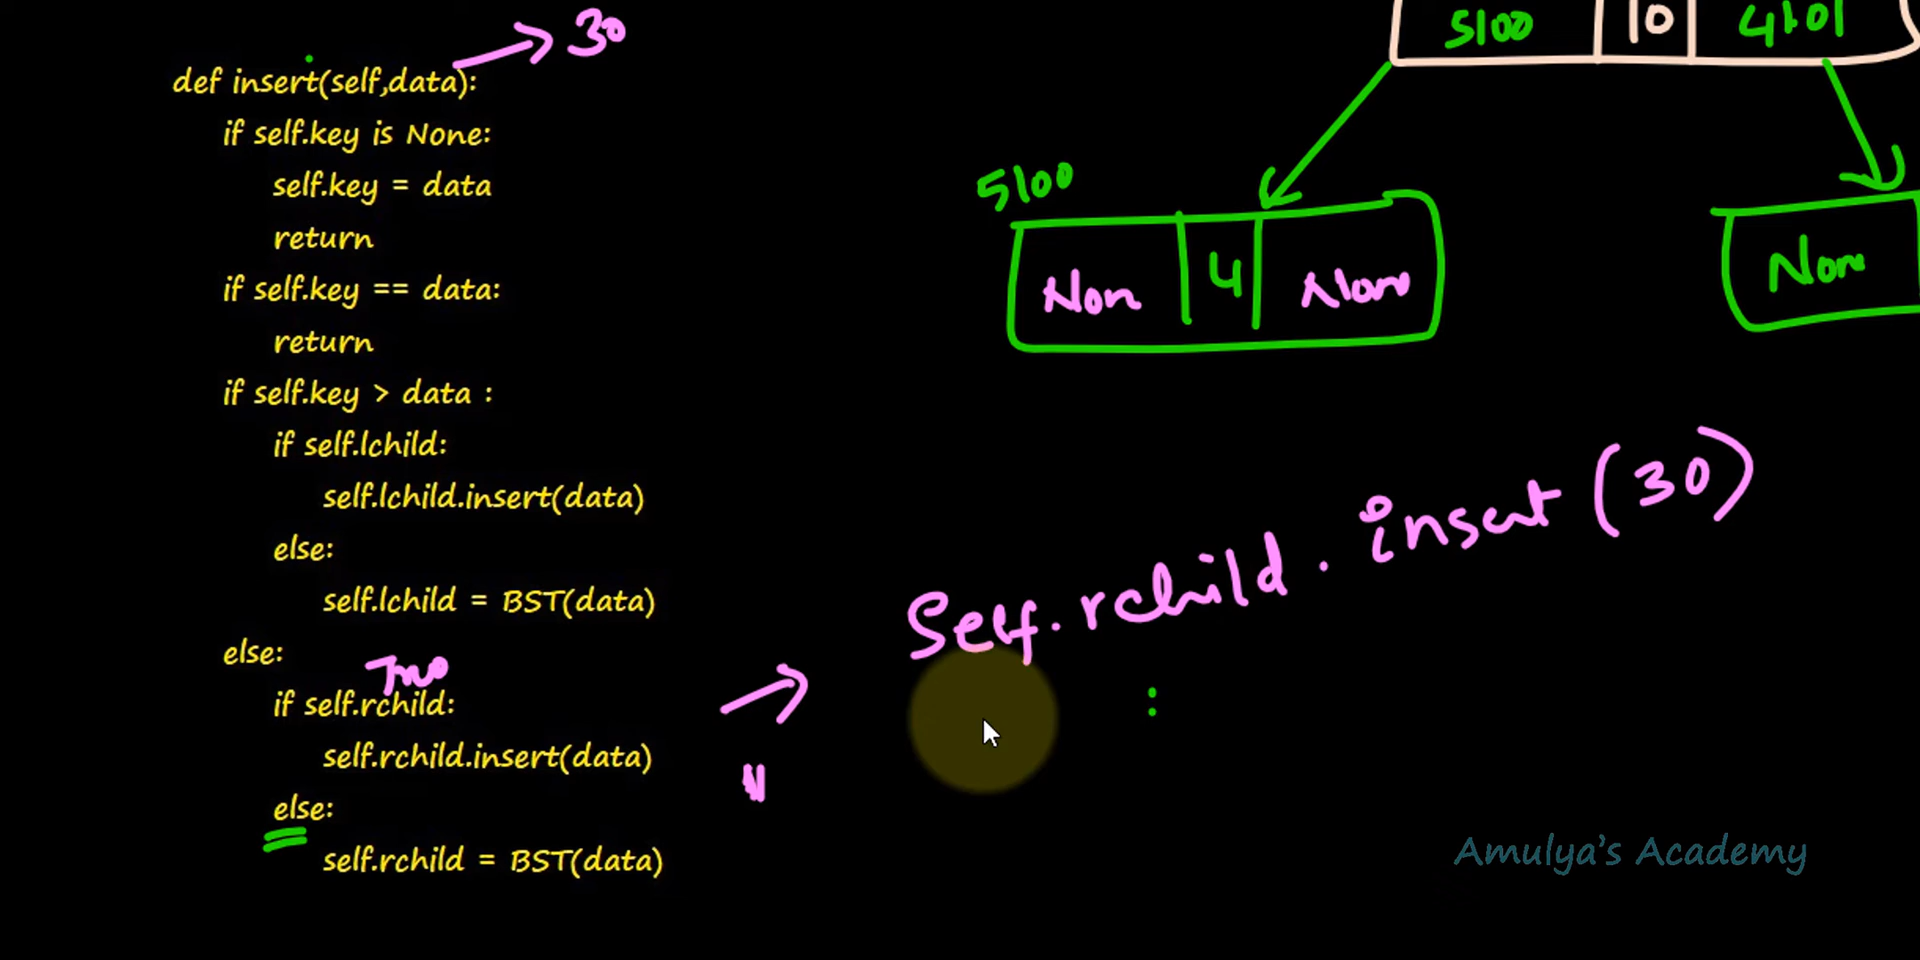 30
def insert(self,data):
if self.key is None:
self.key = data
return
if self.key == data:
return
if self.key > data :
if self.lchild:
self.lchild.insert(data)
else:
self.lchild = BST(data)
else:
if self.rchild:
self.rchild.insert(data)
else:
self.rchild = BST(data)
5100 10 4101
5100
Non 4 Non
Non
Self.rchild.insert(30)
:
Amulya's Academy